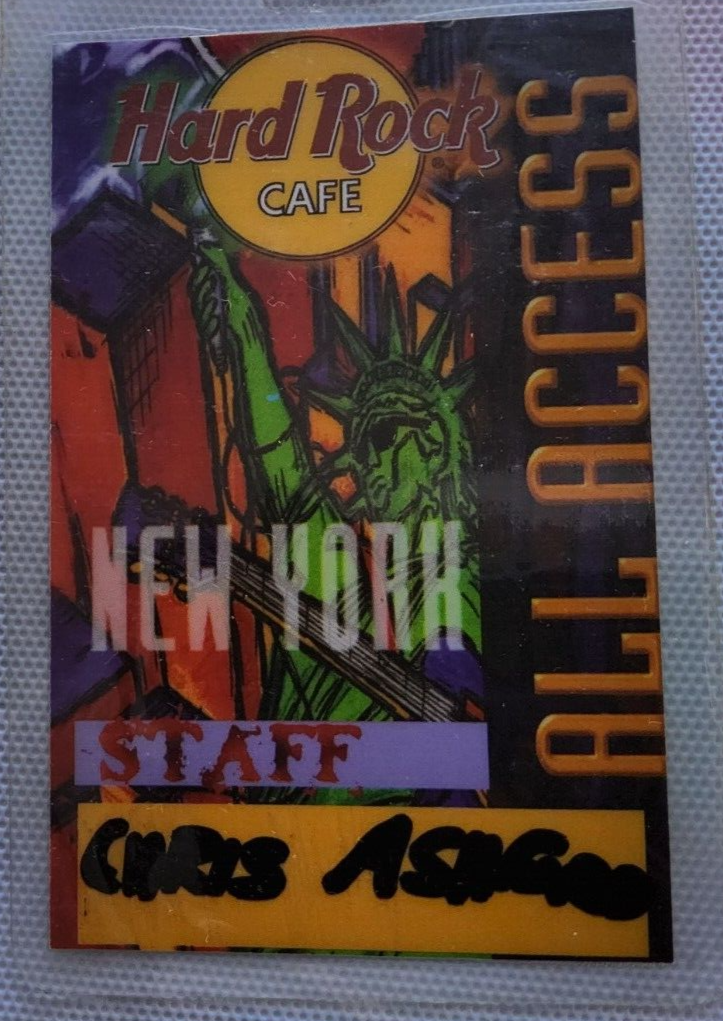 Hard Rock
CAFE
ALL ACCESS
NEW YORK
STAFF
CHRIS